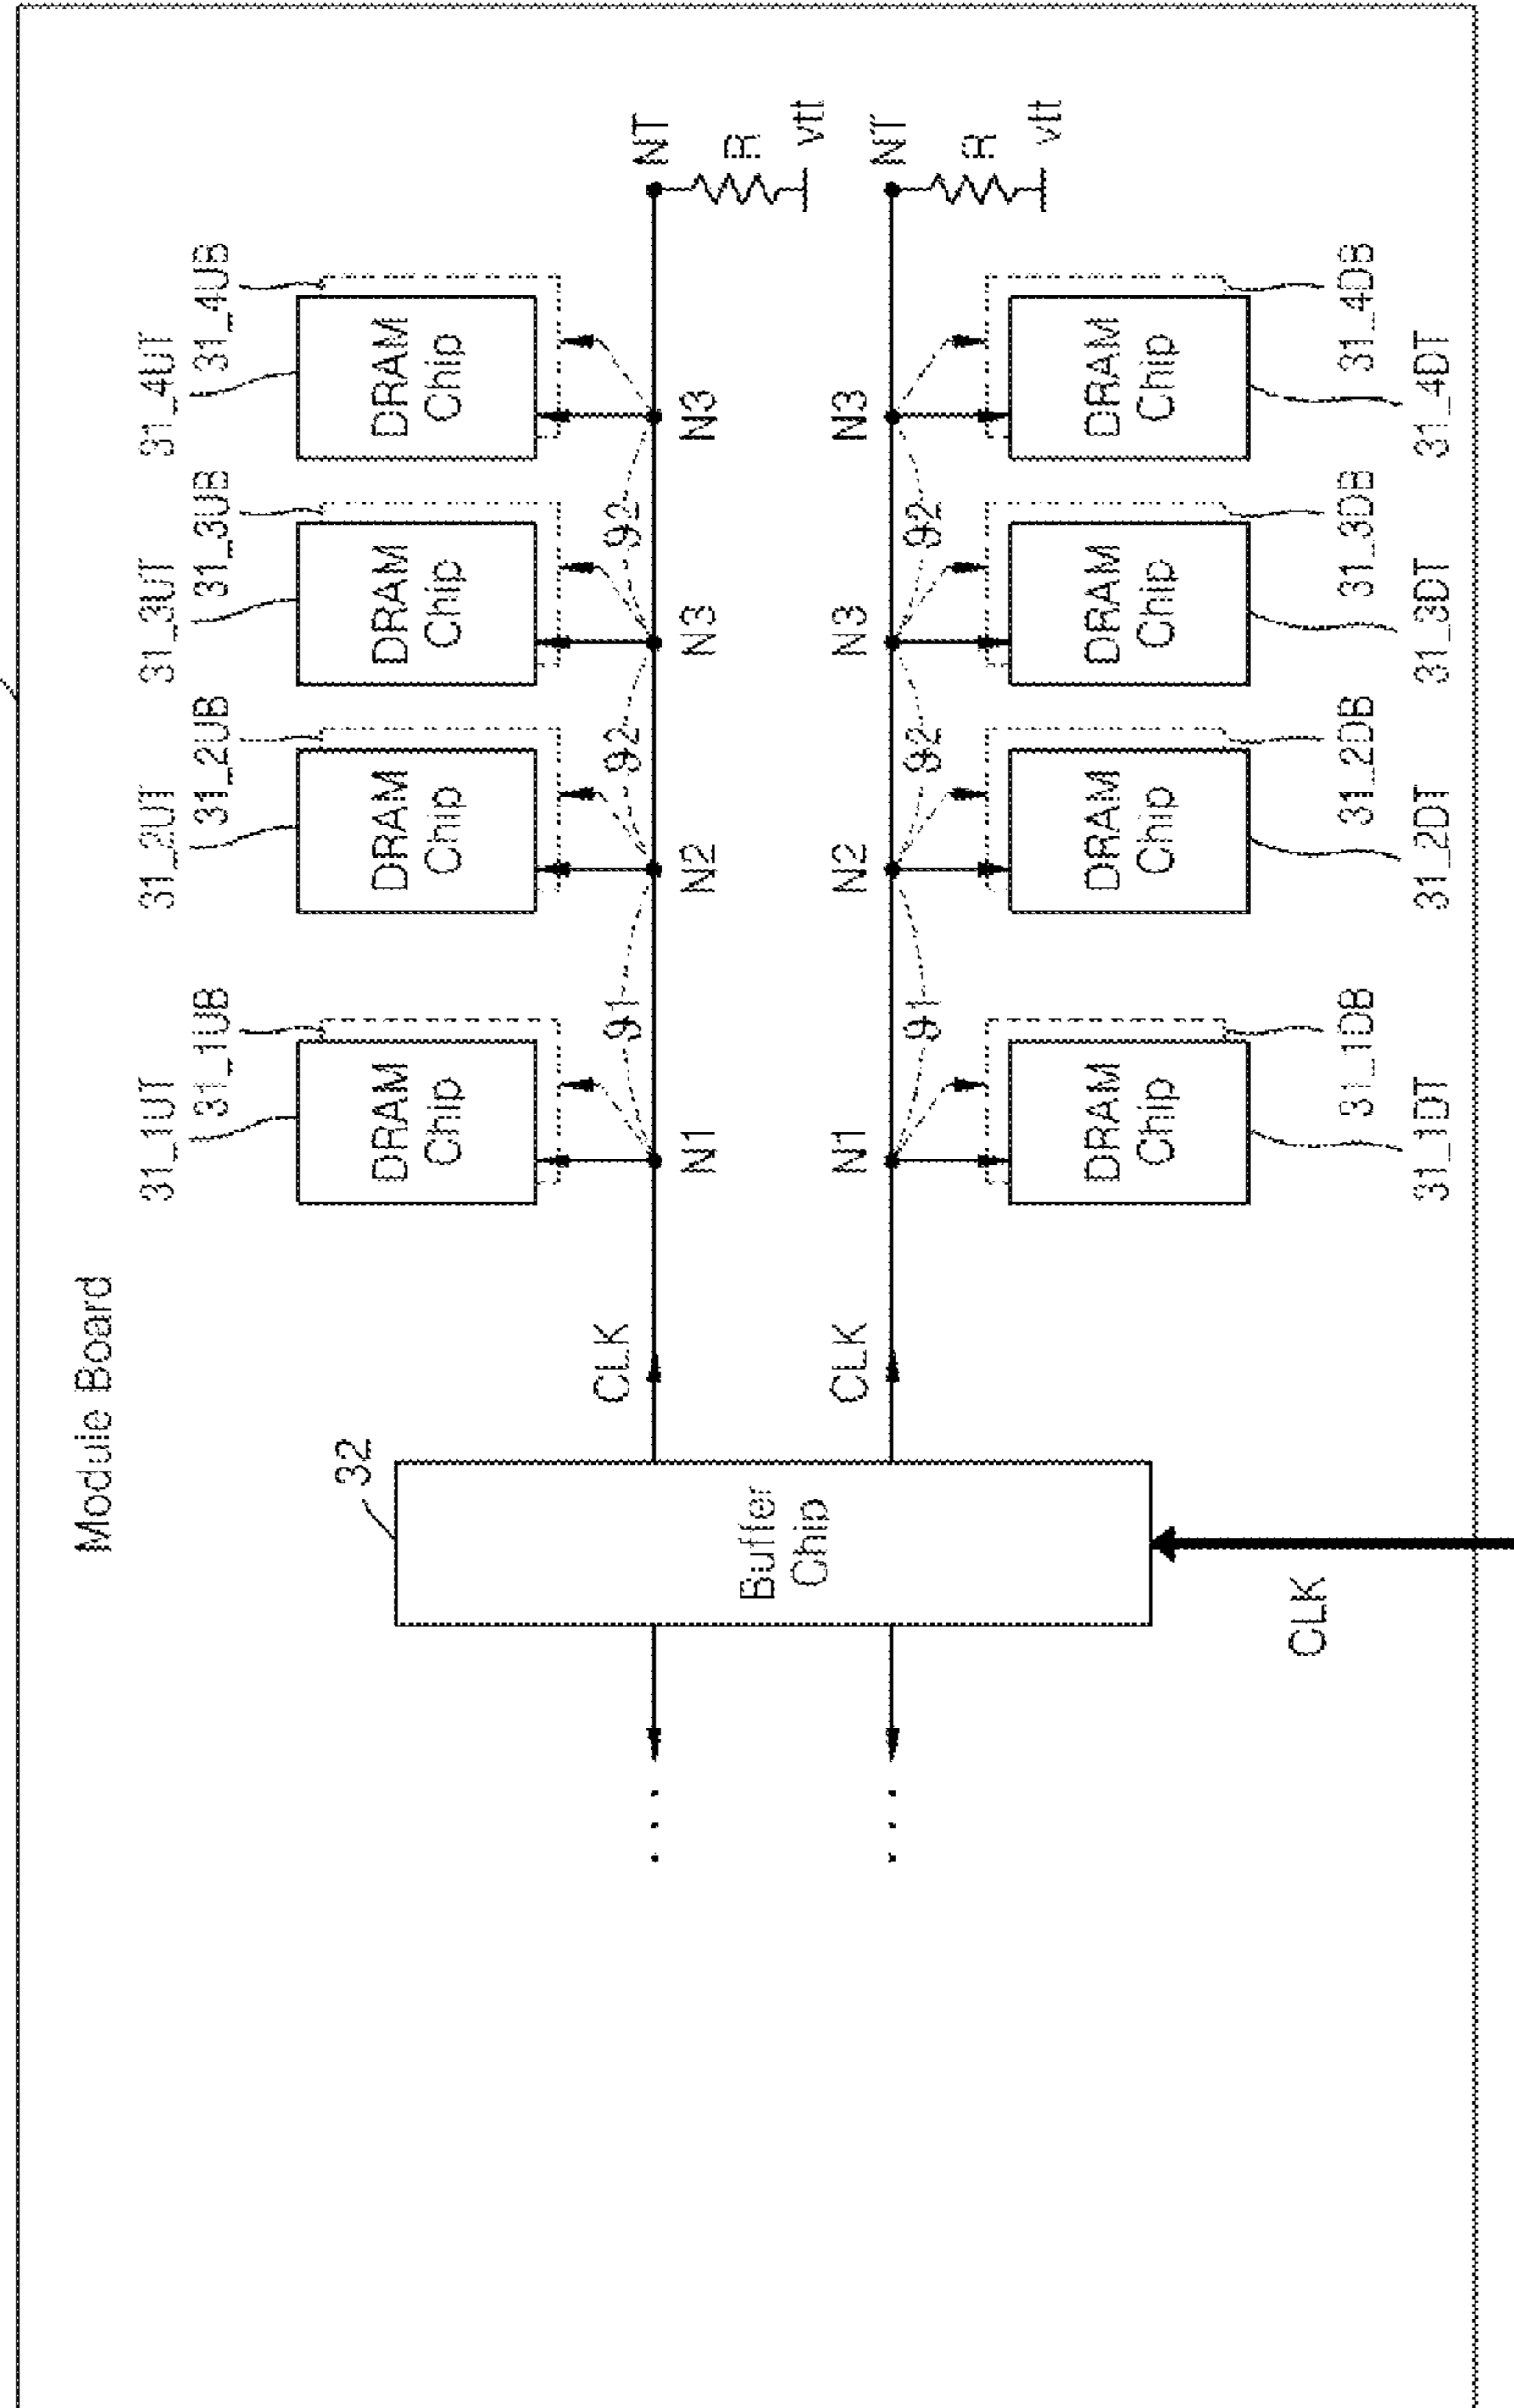 Module Board
31_1UT
31_1UB
31_2UT
31_2UB
31_3UT
31_3UB
31_4UT
31_4UB
32
DRAM
Chip
DRAM
Chip
DRAM
Chip
DRAM
Chip
CLK
91
92
92
N1
N2
N3
N3
NT
R
vtt
Buffer
Chip
CLK
N1
N2
N3
N3
NT
91
92
92
R
vtt
DRAM
Chip
DRAM
Chip
DRAM
Chip
DRAM
Chip
CLK
31_1DB
31_2DB
31_3DB
31_4DB
31_1DT
31_2DT
31_3DT
31_4DT